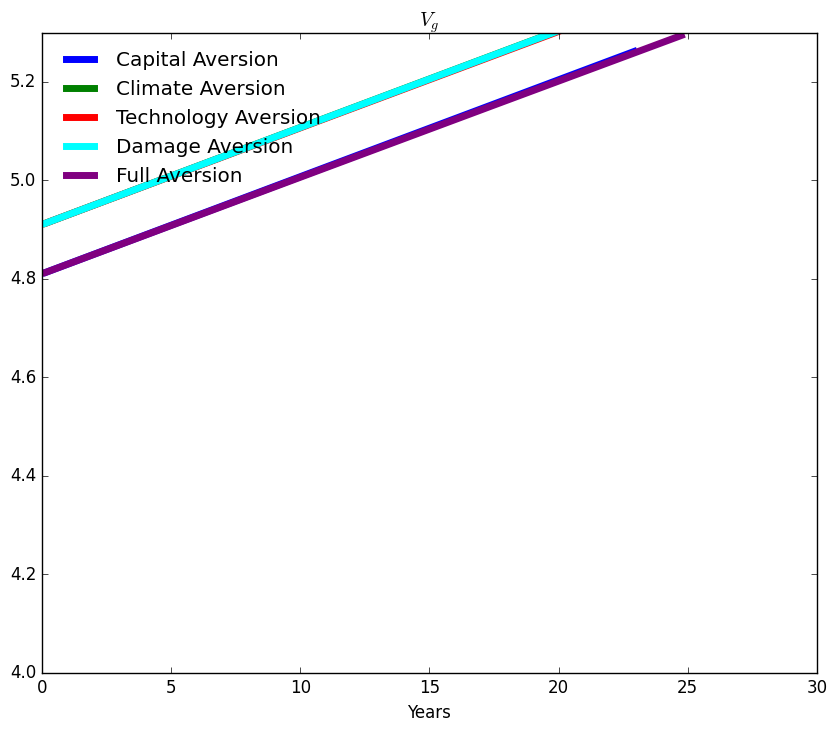 V_g
Capital Aversion
Climate Aversion
Technology Aversion
Damage Aversion
Full Aversion
5.2
5.0
4.8
4.6
4.4
4.2
4.0
0 5 10 15 20 25 30
Years